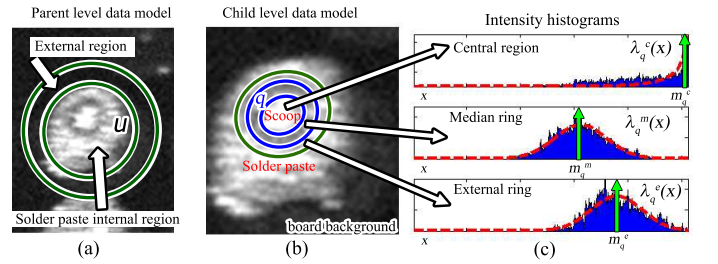 Parent level data model
External region
u
Solder paste internal region
(a)
Child level data model
q
Scoop
Solder paste
board background
(b)
Intensity histograms
Central region
λ_q^c(x)
x
m_q^c
Median ring
λ_q^m(x)
x
m_q^m
External ring
λ_q^e(x)
x
m_q^e
(c)